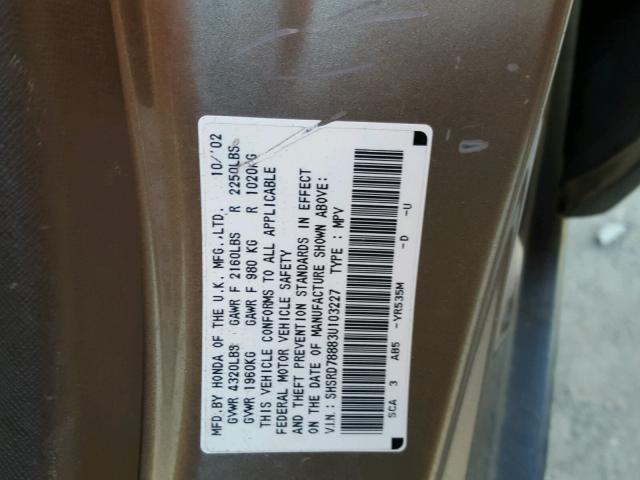 MFD.BY HONDA OF THE U.K. MFG.,LTD. 10/'02
GVWR 4320LBS GAWR F 2160LBS R 2250LBS
GVWR 1960KG GAWR F 980 KG R 1020KG
THIS VEHICLE CONFORMS TO ALL APPLICABLE
FEDERAL MOTOR VEHICLE SAFETY
AND THEFT PREVENTION STANDARDS IN EFFECT
ON THE DATE OF MANUFACTURE SHOWN ABOVE:
V.I.N.: SHSRD78883U103227 TYPE : MPV
SCA 3 AB5 -YR535M -D -U